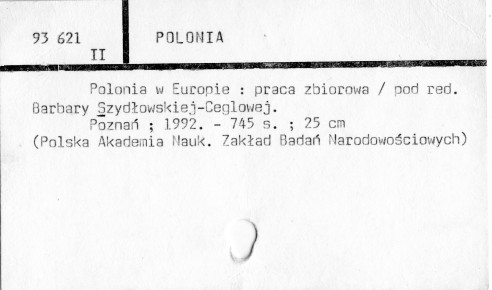 93 621
II
POLONIA
Polonia w Europie : praca zbiorowa / pod red.
Barbary Szydłowskiej-Ceglowej.
Poznań ; 1992. - 745 s. ; 25 cm
(Polska Akademia Nauk. Zakład Badań Narodowościowych)